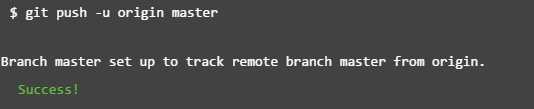 $ git push -u origin master
Branch master set up to track remote branch master from origin.
Success!